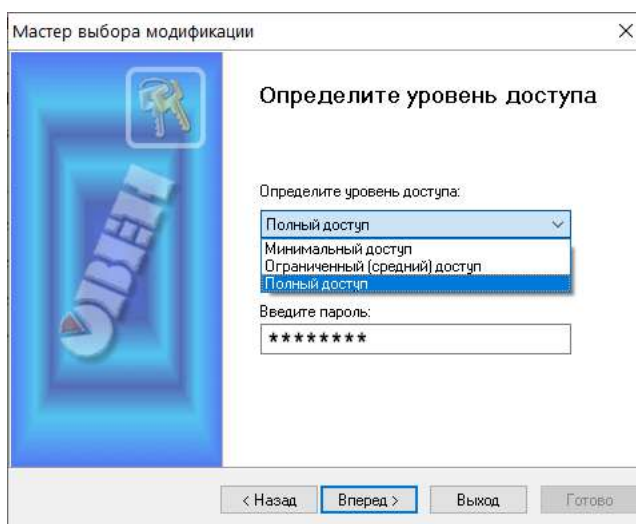 Мастер выбора модификации
Определите уровень доступа
ОВЕН
Определите уровень доступа:
Полный доступ
Минимальный доступ
Ограниченный (средний) доступ
Полный доступ
Введите пароль:
********
< Назад
Вперед >
Выход
Готово